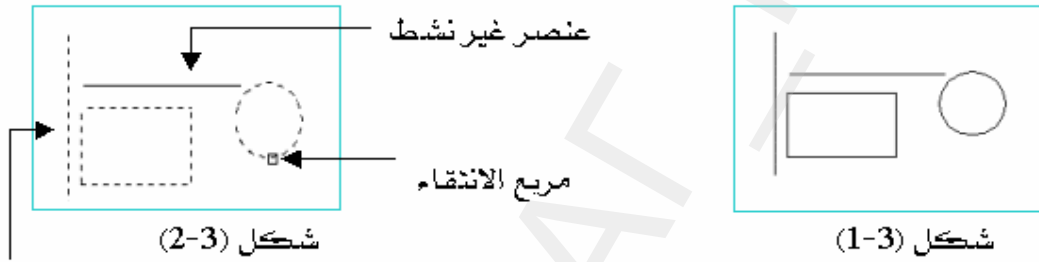 عنصر غير نشط
مربع الانتقاء
شكل (3-1)
شكل (3-2)